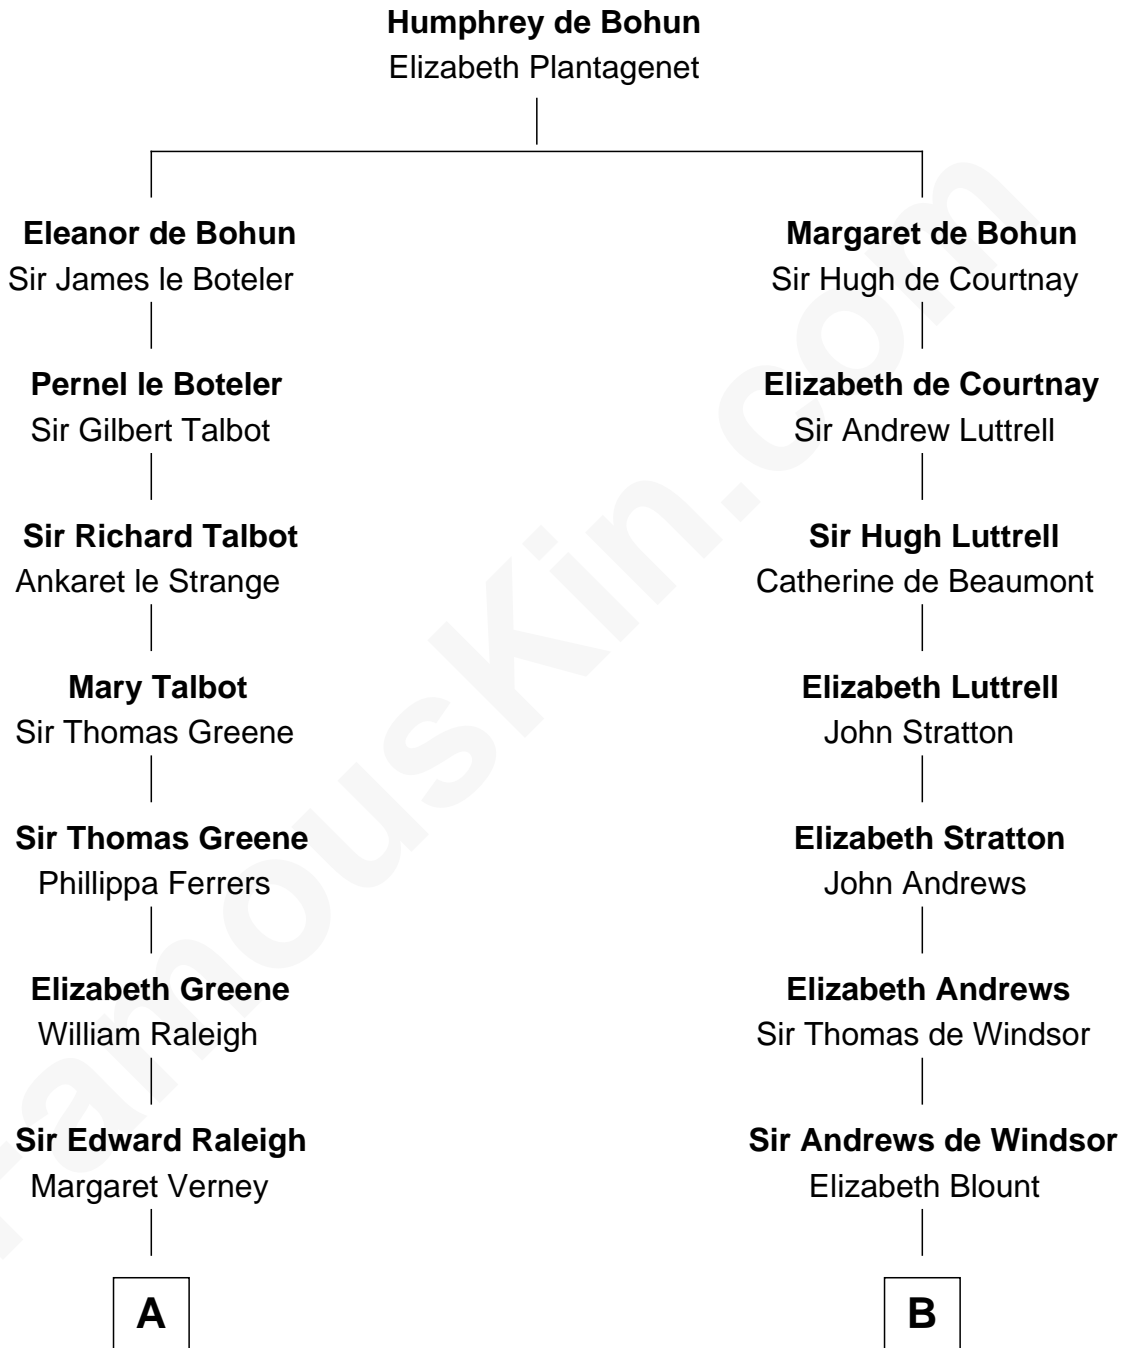 Humphrey de Bohun
Elizabeth Plantagenet
Eleanor de Bohun
Sir James le Boteler
Margaret de Bohun
Sir Hugh de Courtnay
Pernel le Boteler
Sir Gilbert Talbot
Elizabeth de Courtnay
Sir Andrew Luttrell
Sir Richard Talbot
Ankaret le Strange
Sir Hugh Luttrell
Catherine de Beaumont
Mary Talbot
Sir Thomas Greene
Elizabeth Luttrell
John Stratton
Sir Thomas Greene
Phillippa Ferrers
Elizabeth Stratton
John Andrews
Elizabeth Greene
William Raleigh
Elizabeth Andrews
Sir Thomas de Windsor
Sir Edward Raleigh
Margaret Verney
Sir Andrews de Windsor
Elizabeth Blount
A
B
FamousKin.com